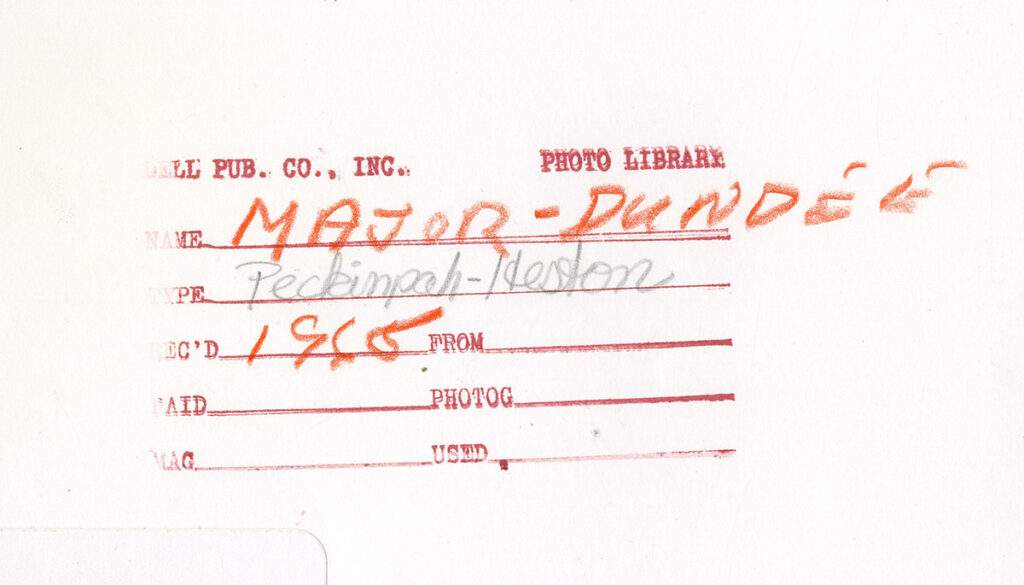 DELL PUB. CO., INC. PHOTO LIBRARY
NAME MAJOR-DUNDEE
TYPE Peckinpah-Heston
REC'D 1965 FROM
PAID PHOTOG
MAG USED